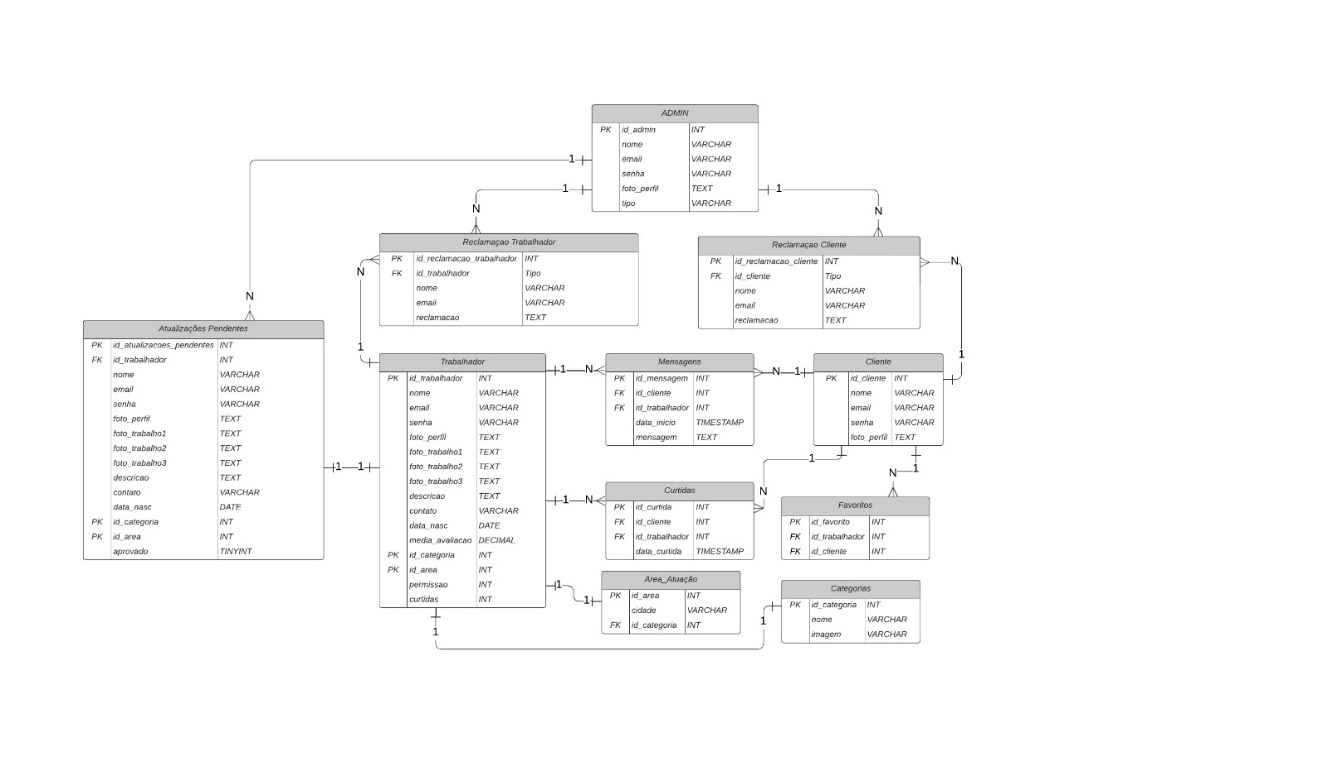 ADMIN
PK id_admin INT
nome VARCHAR
email VARCHAR
senha VARCHAR
foto_perfil TEXT
tipo VARCHAR
1
1
1
N
N
N
Reclamaçao Trabalhador
PK id_reclamacao_trabalhador INT
FK id_trabalhador Tipo
nome VARCHAR
email VARCHAR
reclamacao TEXT
N
1
Reclamaçao Cliente
PK id_reclamacao_cliente INT
FK id_cliente Tipo
nome VARCHAR
email VARCHAR
reclamacao TEXT
N
1
Atualizações Pendentes
PK id_atualizacoes_pendentes INT
FK id_trabalhador INT
nome VARCHAR
email VARCHAR
senha VARCHAR
foto_perfil TEXT
foto_trabalho1 TEXT
foto_trabalho2 TEXT
foto_trabalho3 TEXT
descricao TEXT
contato VARCHAR
data_nasc DATE
PK id_categoria INT
PK id_area INT
aprovado TINYINT
1 1
Trabalhador
PK id_trabalhador INT
nome VARCHAR
email VARCHAR
senha VARCHAR
foto_perfil TEXT
foto_trabalho1 TEXT
foto_trabalho2 TEXT
foto_trabalho3 TEXT
descricao TEXT
contato VARCHAR
data_nasc DATE
media_avaliacao DECIMAL
PK id_categoria INT
PK id_area INT
permissao INT
curtidas INT
1 N
Mensagens
PK id_mensagem INT
FK id_cliente INT
FK id_trabalhador INT
data_inicio TIMESTAMP
mensagem TEXT
N 1
Cliente
PK id_cliente INT
nome VARCHAR
email VARCHAR
senha VARCHAR
foto_perfil TEXT
1
N
1
N
1 N
Curtidas
PK id_curtida INT
FK id_cliente INT
FK id_trabalhador INT
data_curtida TIMESTAMP
Favoritos
PK id_favorito INT
FK id_trabalhador INT
FK id_cliente INT
1
1
Area_Atuação
PK id_area INT
cidade VARCHAR
FK id_categoria INT
Categorias
PK id_categoria INT
nome VARCHAR
imagem VARCHAR
1
1